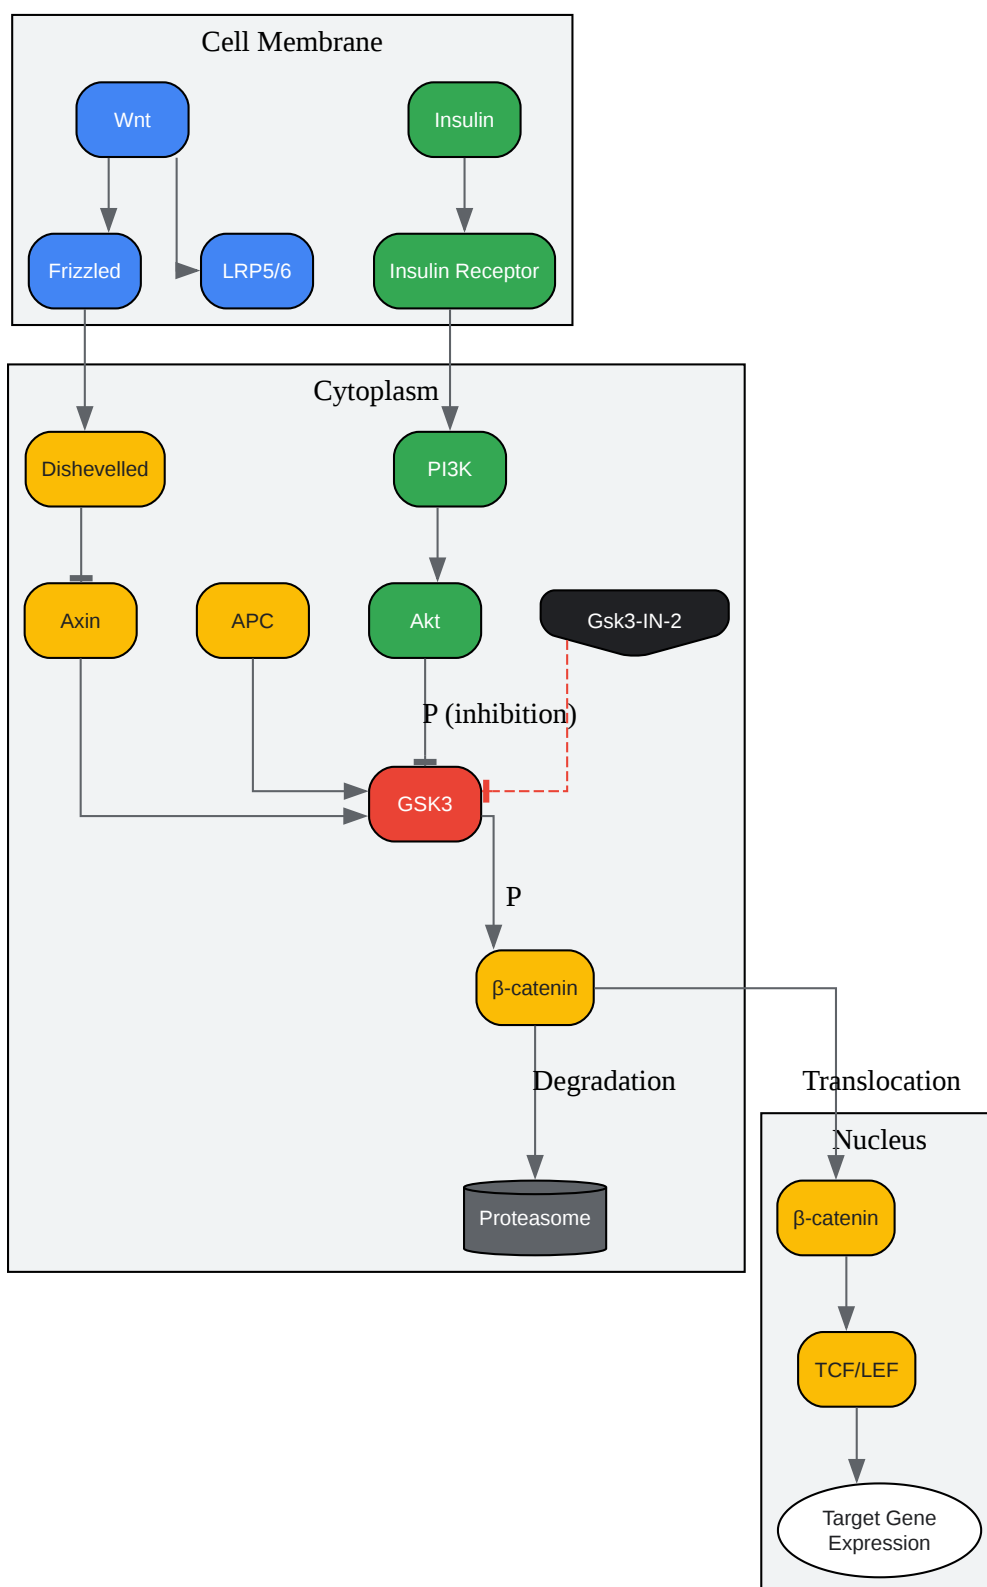 Cell Membrane
Wnt
Insulin
Frizzled
LRP5/6
Insulin Receptor
Cytoplasm
Dishevelled
PI3K
Axin
APC
Akt
Gsk3-IN-2
P (inhibition)
GSK3
P
β-catenin
Degradation
Translocation
Nucleus
Proteasome
β-catenin
TCF/LEF
Target Gene
Expression